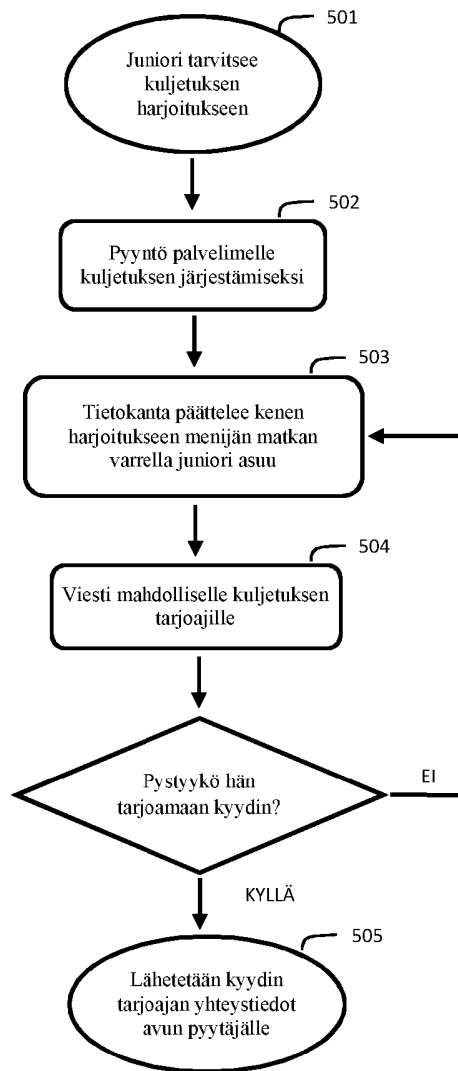 501
Juniori tarvitsee
kuljetuksen
harjoitukseen
502
Pyyntö palvelimelle
kuljetuksen järjestämiseksi
503
Tietokanta päättelee kenen
harjoitukseen menijän matkan
varrella juniori asuu
504
Viesti mahdolliselle kuljetuksen
tarjoajille
Pystyykö hän
tarjoamaan kyydin?
EI
KYLLÄ
505
Lähetetään kyydin
tarjoajan yhteystiedot
avun pyytäjälle